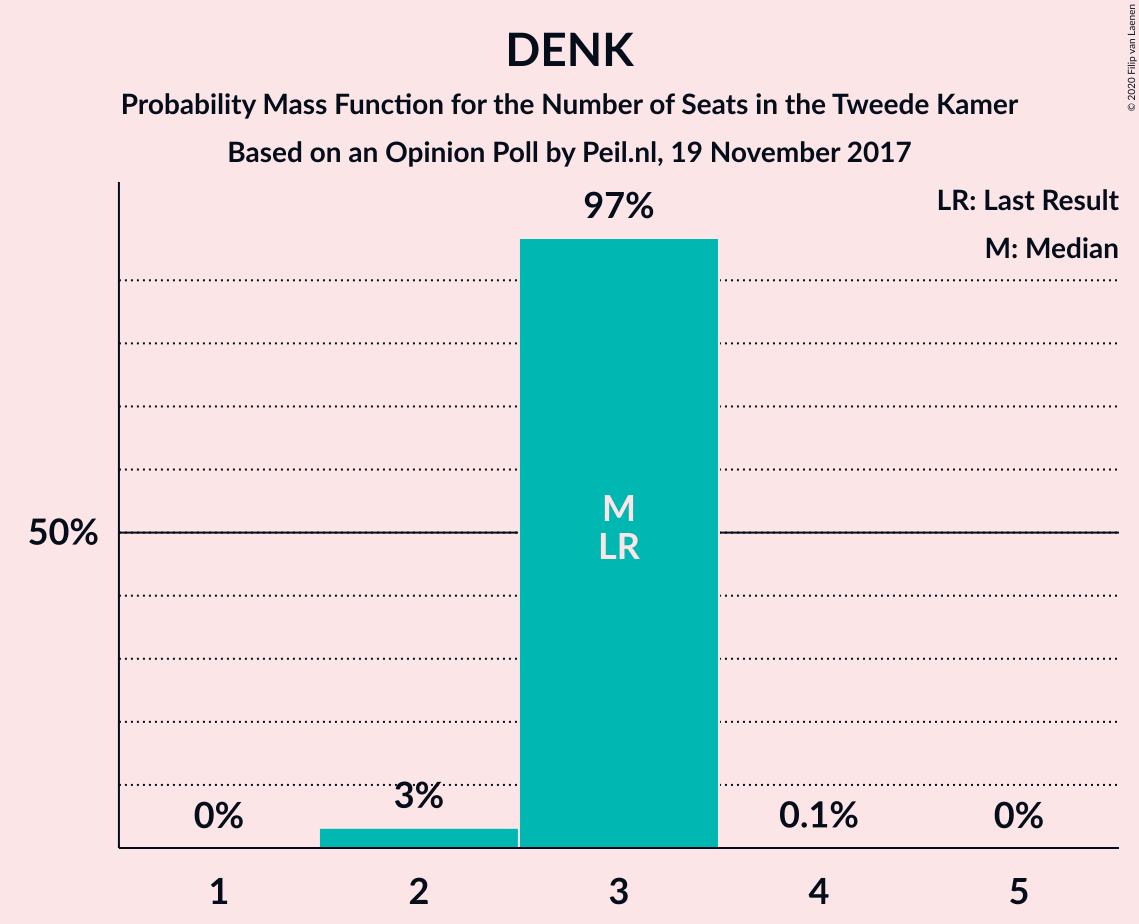 DENK
Probability Mass Function for the Number of Seats in the Tweede Kamer
Based on an Opinion Poll by Peil.nl, 19 November 2017
© 2020 Filip van Laenen
LR: Last Result
M: Median
97%
50%
M
LR
0%
3%
0.1%
0%
1
2
3
4
5